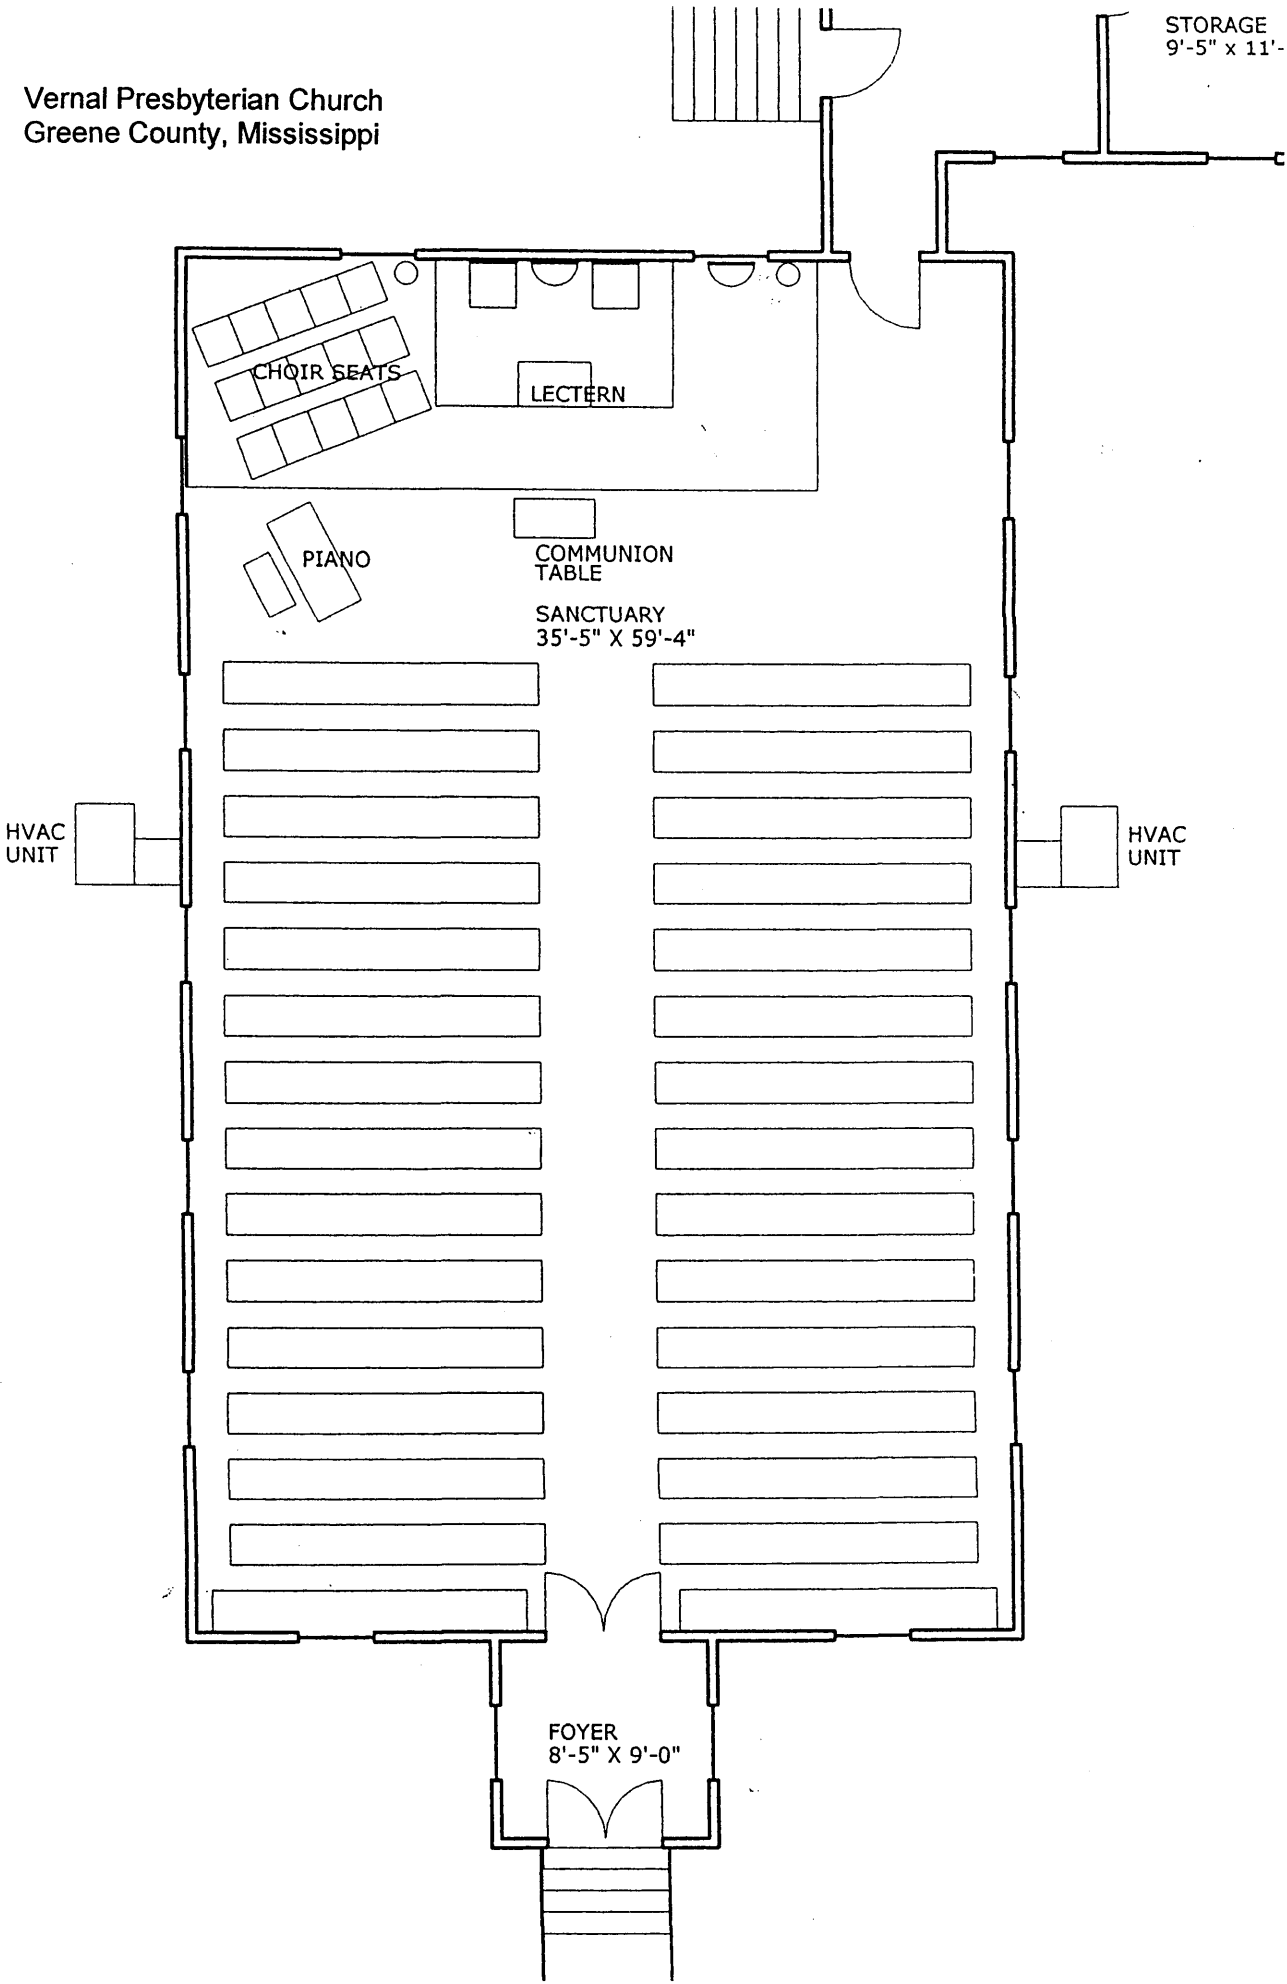 STORAGE
9'-5" x 11'-
Vernal Presbyterian Church
Greene County, Mississippi
CHOIR SEATS
LECTERN
PIANO
COMMUNION
TABLE
SANCTUARY
35'-5" X 59'-4"
HVAC
UNIT
HVAC
UNIT
FOYER
8'-5" X 9'-0"